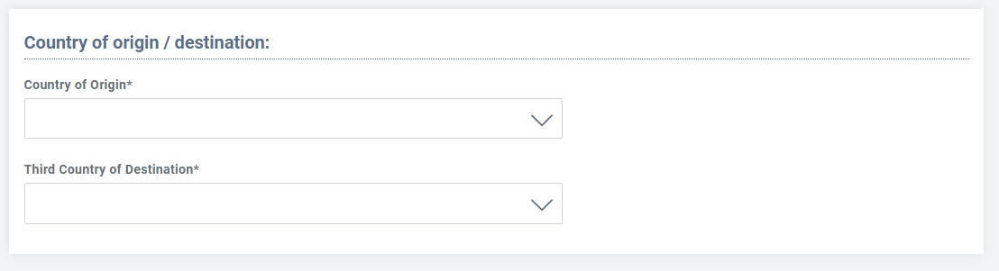 Country of origin / destination:
Country of Origin*
Third Country of Destination*